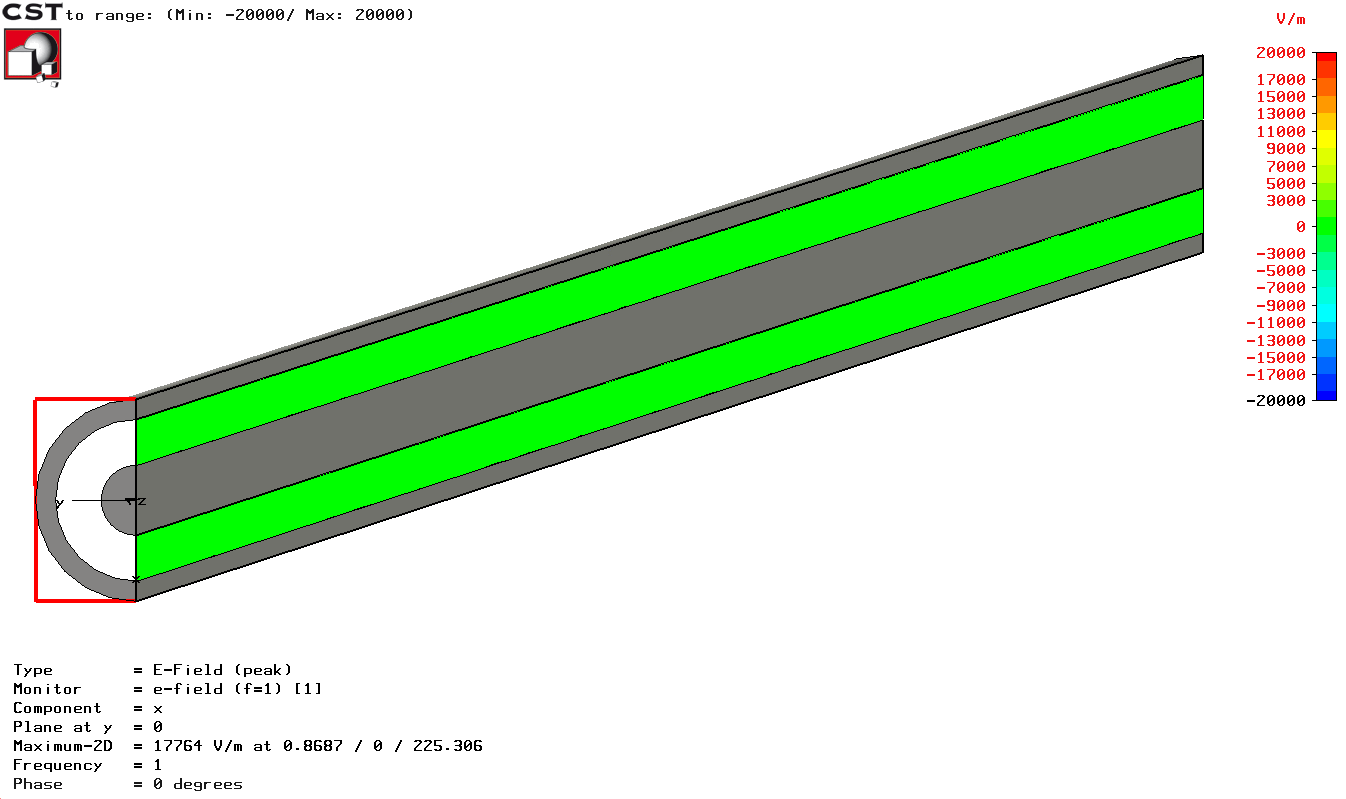 CST to range: (Min: -20000/ Max: 20000)
V/m
20000
17000
15000
13000
11000
9000
7000
5000
3000
0
-3000
-5000
-7000
-9000
-11000
-13000
-15000
-17000
-20000
y
z
x
Type = E-Field (peak)
Monitor = e-field (f=1) [1]
Component = x
Plane at y = 0
Maximum-2D = 17764 V/m at 0.8687 / 0 / 225.306
Frequency = 1
Phase = 0 degrees